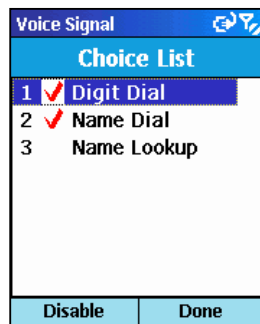 Voice Signal
Choice List
1 Digit Dial
2 Name Dial
3 Name Lookup
Disable Done